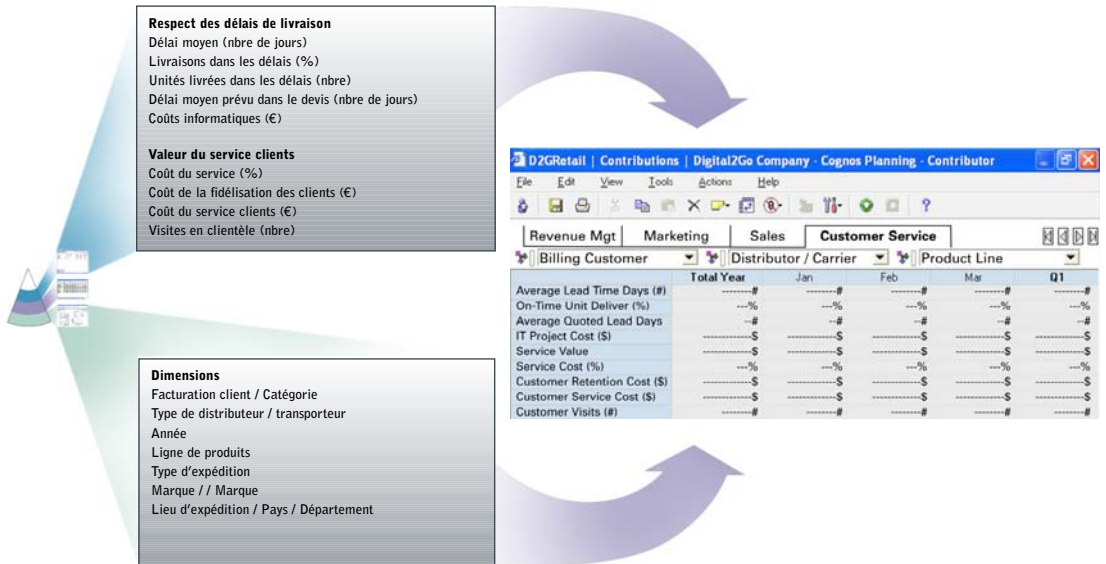 Respect des délais de livraison
Délai moyen (nbre de jours)
Livraisons dans les délais (%)
Unités livrées dans les délais (nbre)
Délai moyen prévu dans le devis (nbre de jours)
Coûts informatiques (€)
Valeur du service clients
Coût du service (%)
Coût de la fidélisation des clients (€)
Coût du service clients (€)
Visites en clientèle (nbre)
Dimensions
Facturation client / Catégorie
Type de distributeur / transporteur
Année
Ligne de produits
Type d'expédition
Marque / / Marque
Lieu d'expédition / Pays / Département
D2GRetail | Contributions | Digital2Go Company - Cognos Planning - Contributor
File Edit View Tools Actions Help
Revenue Mgt Marketing Sales Customer Service
Billing Customer Distributor / Carrier Product Line
Total Year Jan Feb Mar Q1
Average Lead Time Days (#) --------# --------# --------# --------# --------#
On-Time Unit Deliver (%) ---% ---% ---% ---% ---%
Average Quoted Lead Days --# --# --# --# --#
IT Project Cost ($) ------------$ ------------$ ------------$ ------------$ ------------$
Service Value ------------$ ------------$ ------------$ ------------$ ------------$
Service Cost (%) ---% ---% ---% ---% ---%
Customer Retention Cost ($) ------------$ ------------$ ------------$ ------------$ ------------$
Customer Service Cost ($) ------------$ ------------$ ------------$ ------------$ ------------$
Customer Visits (#) --------# --------# --------# --------# --------#